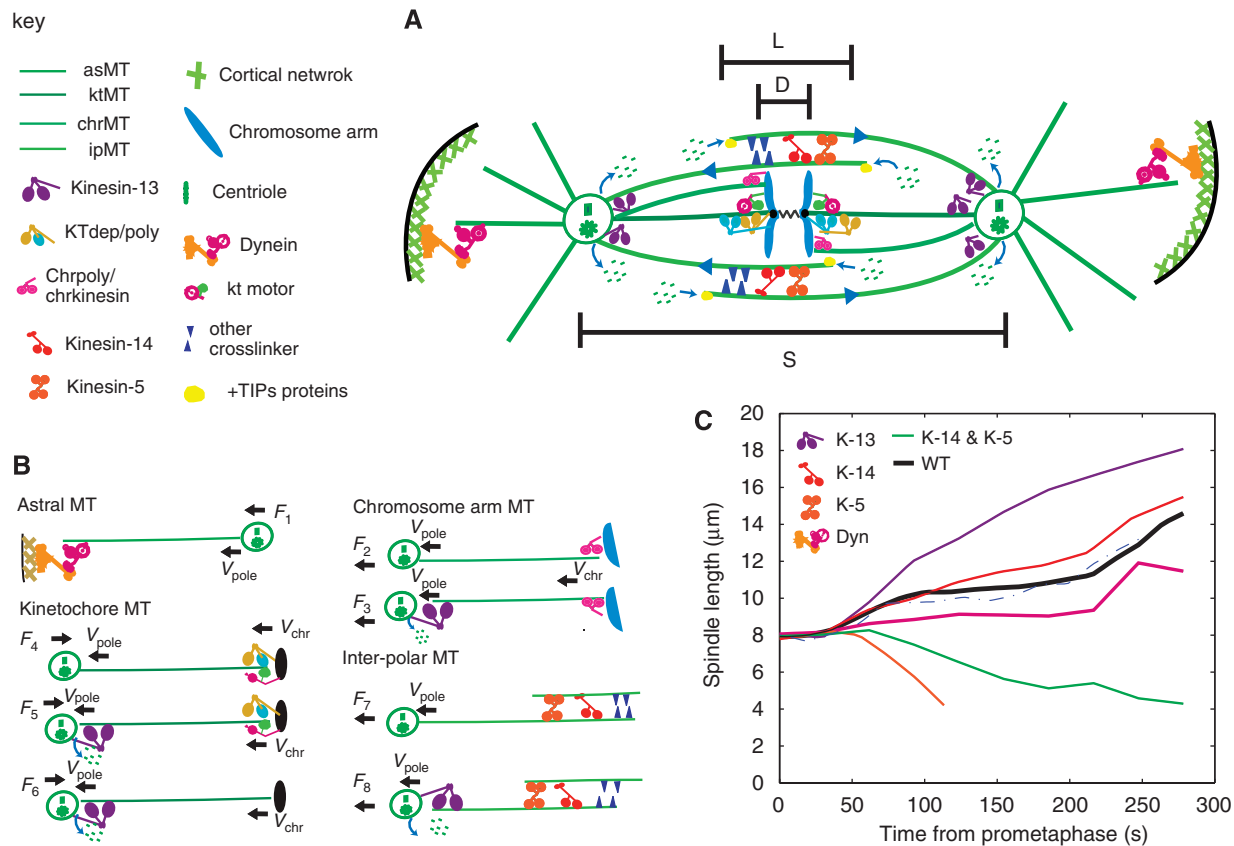 key
asMT
ktMT
chrMT
ipMT
Kinesin-13
KTdep/poly
Chrpoly/
chrkinesin
Kinesin-14
Kinesin-5
Cortical netwrok
Chromosome arm
Centriole
Dynein
kt motor
other
crosslinker
+TIPs proteins
A
L
D
S
B
Astral MT
F1
Vpole
Kinetochore MT
F4
Vpole
Vchr
F5
Vpole
Vchr
F6
Vpole
Vchr
Chromosome arm MT
F2
Vpole
Vchr
F3
Vpole
Inter-polar MT
F7
Vpole
F8
Vpole
C
K-13
K-14
K-5
Dyn
K-14 & K-5
WT
Spindle length (μm)
20
18
16
14
12
10
8
6
4
2
0
0 50 100 150 200 250 300
Time from prometaphase (s)